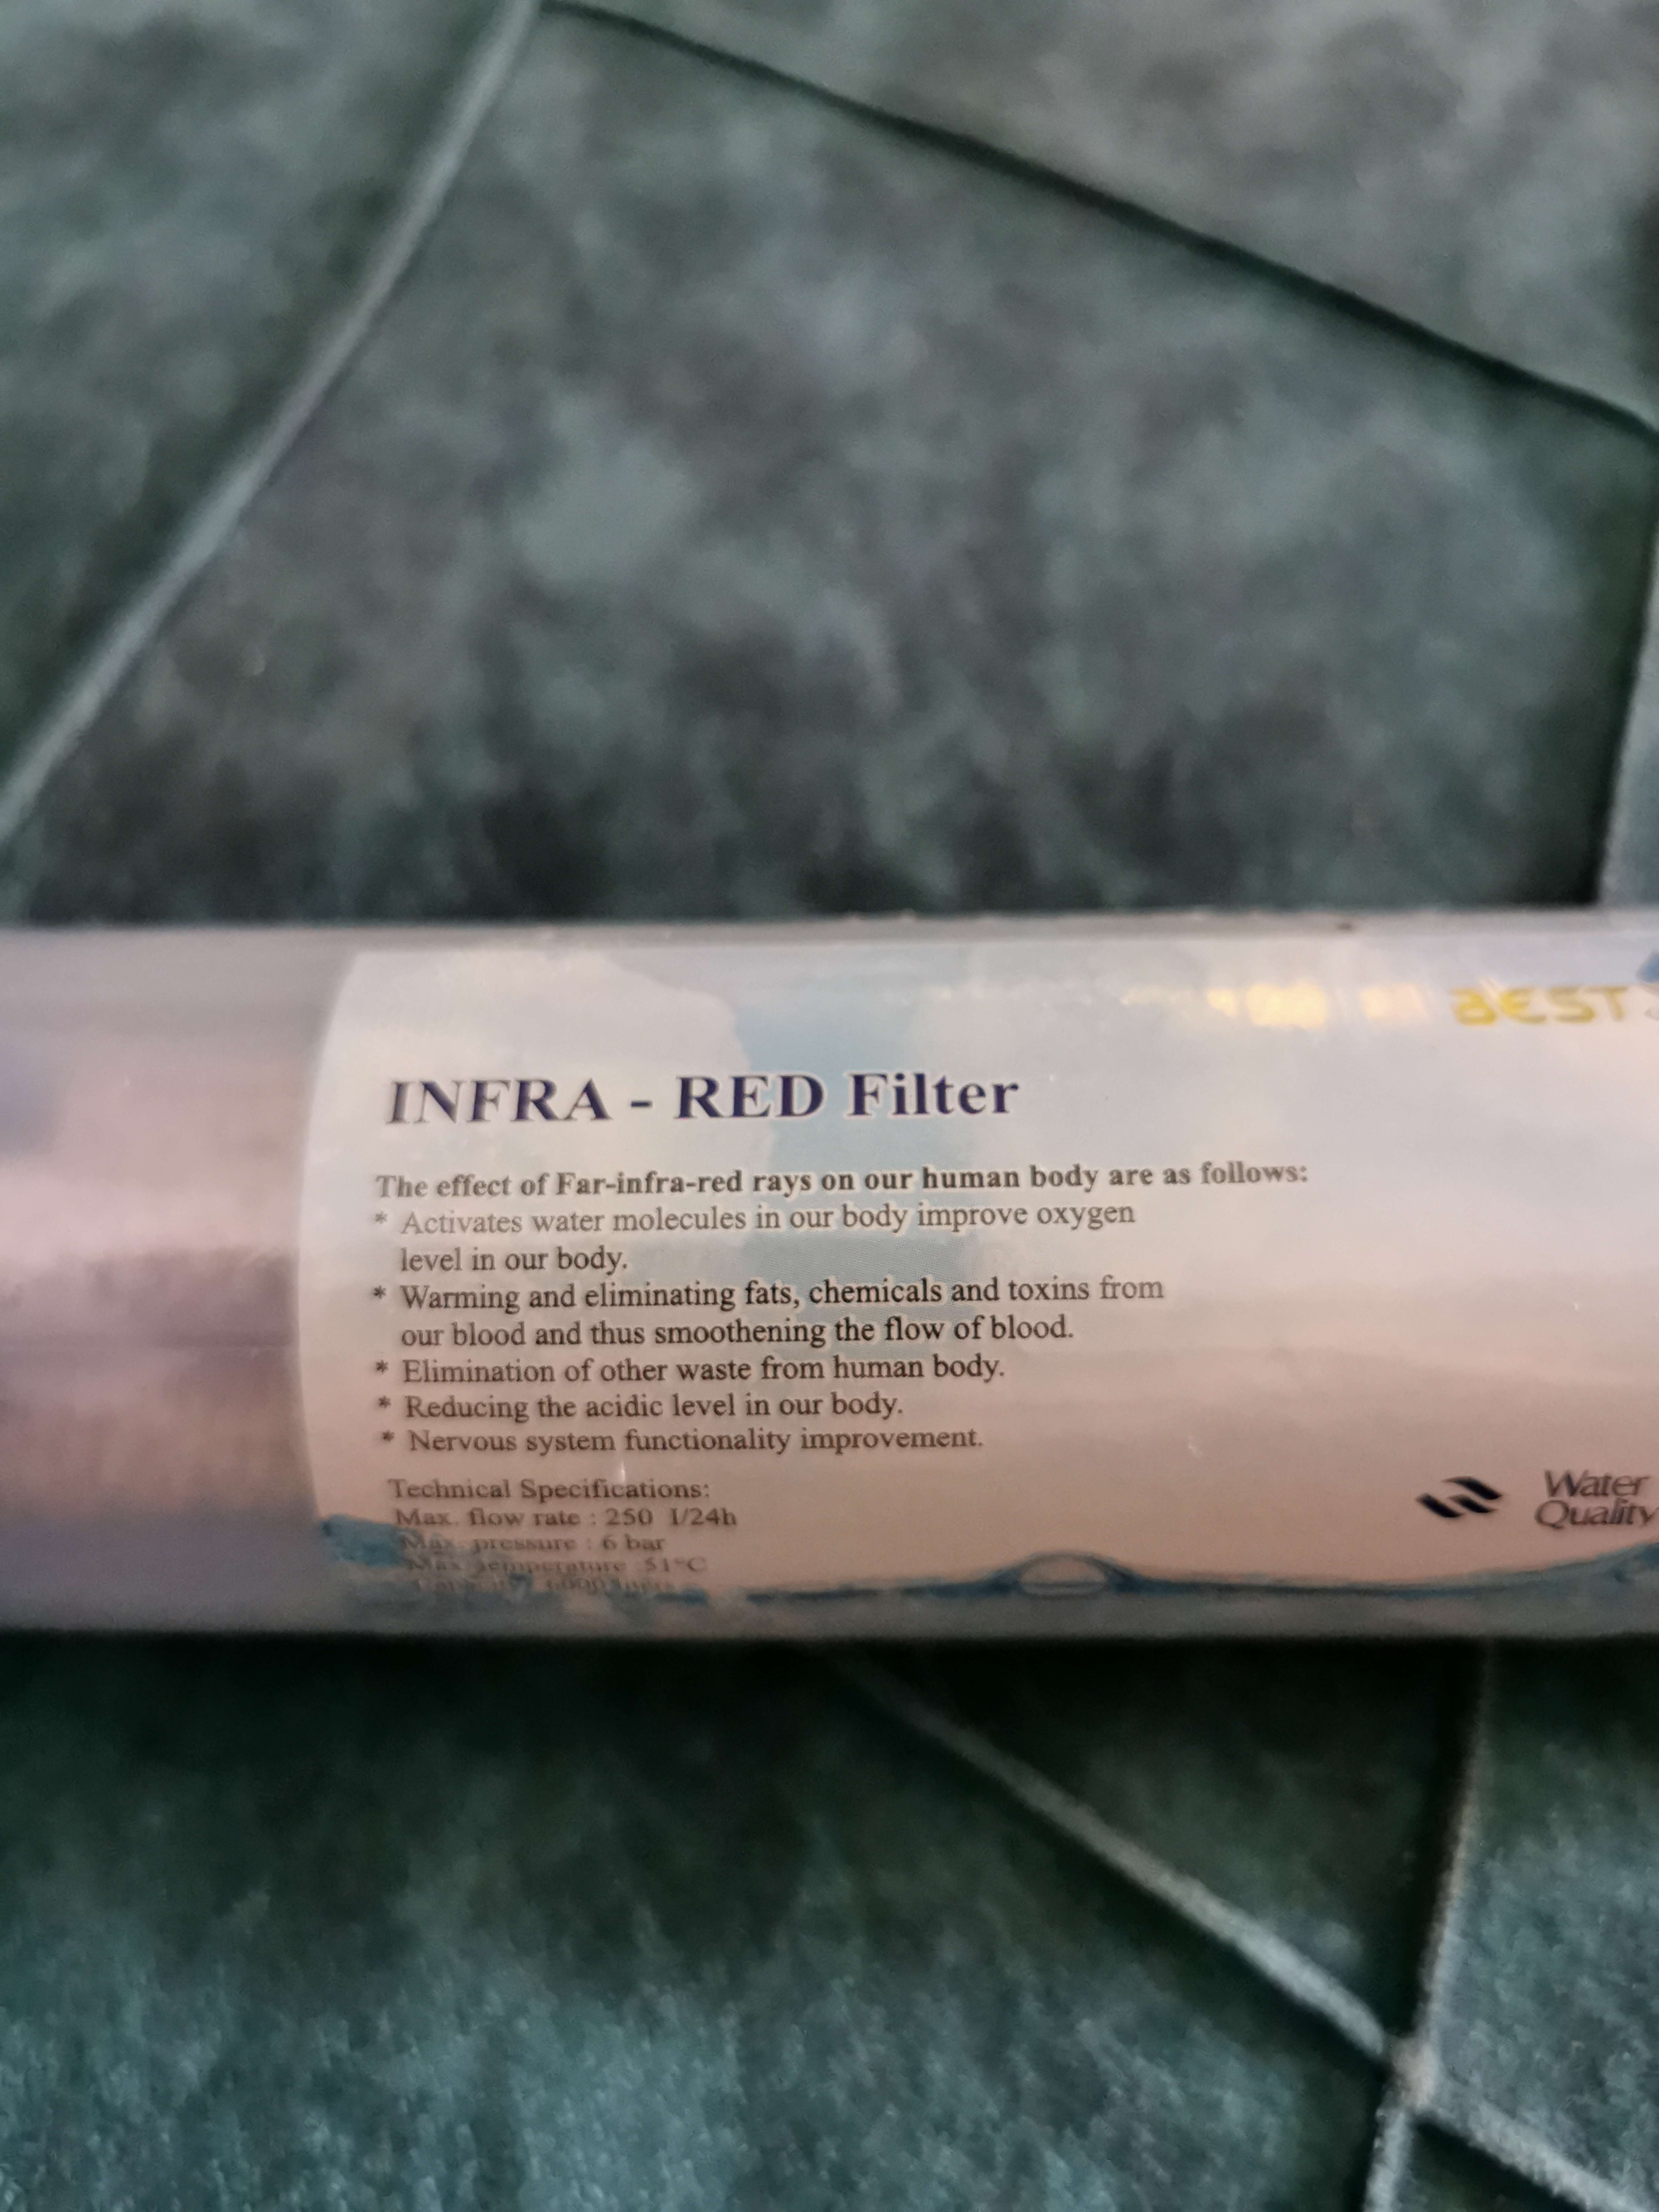 BEST
INFRA - RED Filter
The effect of Far-infra-red rays on our human body are as follows:
* Activates water molecules in our body improve oxygen
level in our body.
* Warming and eliminating fats, chemicals and toxins from
our blood and thus smoothening the flow of blood.
* Elimination of other waste from human body.
* Reducing the acidic level in our body.
* Nervous system functionality improvement.
Technical Specifications:
Max. flow rate : 250 I/24h
Max. pressure : 6 bar
Max temperature :51°C
Water
Quality